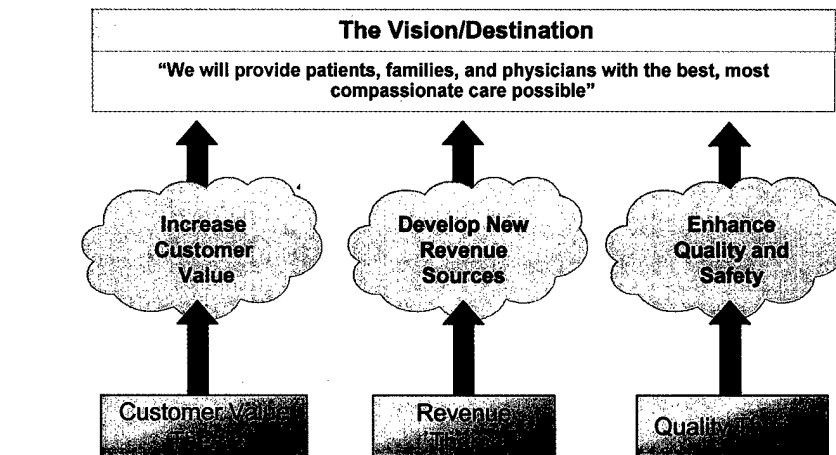 The Vision/Destination
“We will provide patients, families, and physicians with the best, most
compassionate care possible”
Increase
Customer
Value
Develop New
Revenue
Sources
Enhance
Quality and
Safety
Customer Value
Revenue
Quality